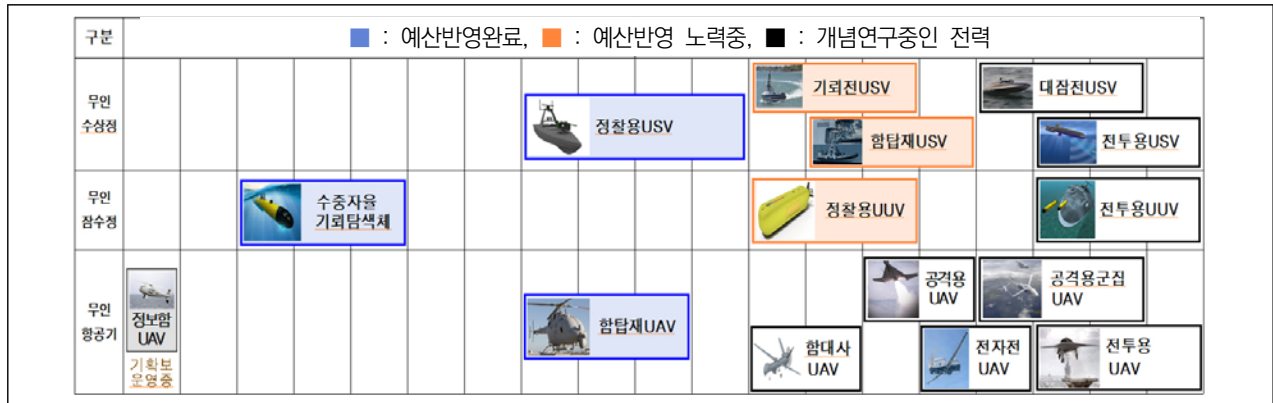 구분
■ : 예산반영완료, ■ : 예산반영 노력중, ■ : 개념연구중인 전력
무인
수상정
정찰용USV
기뢰전USV
함탑재USV
대잠전USV
전투용USV
무인
잠수정
수중자율
기뢰탐색체
정찰용UUV
전투용UUV
무인
항공기
정보함
UAV
기획보
운영중
함탑재UAV
함대사
UAV
공격용
UAV
전자전
UAV
공격용군집
UAV
전투용
UAV